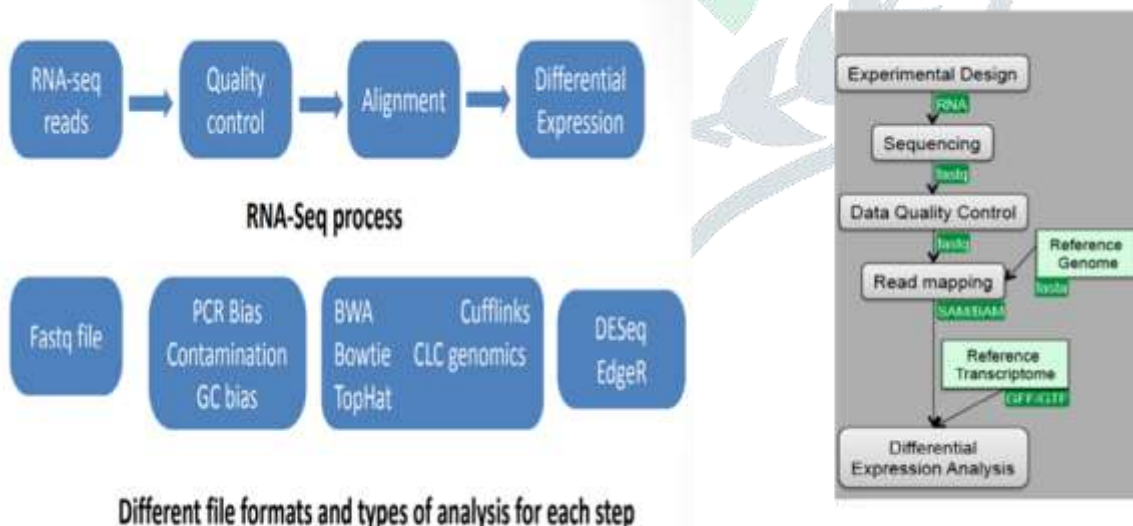 RNA-seq
reads
Quality
control
Alignment
Differential
Expression
RNA-Seq process
Fastq file
PCR Bias
Contamination
GC bias
BWA Cufflinks
Bowtie CLC genomics
TopHat
DESeq
EdgeR
Different file formats and types of analysis for each step
Experimental Design
RNA
Sequencing
fastq
Data Quality Control
fastq
Reference
Genome
fasta
Read mapping
SAM/BAM
Reference
Transcriptome
GFF/GTF
Differential
Expression Analysis